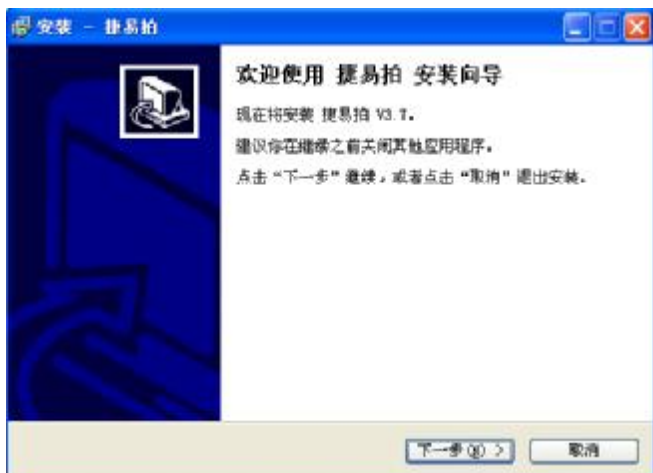 安装 - 捷易拍
欢迎使用 捷易拍 安装向导
现在将安装 捷易拍 V3.7。
建议你在继续之前关闭其他应用程序。
点击“下一步”继续，或者点击“取消”退出安装。
下一步(N) >
取消